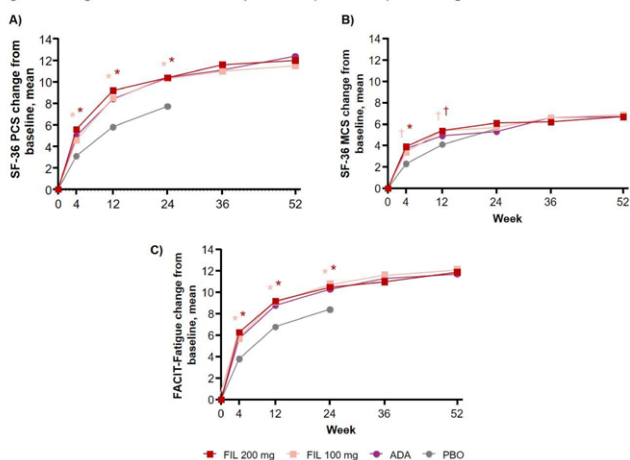 A)
SF-36 PCS change from
baseline, mean
14
12
10
8
6
4
2
0
* *
* *
* *
0 4 12 24 36 52
B)
SF-36 MCS change from
baseline, mean
14
12
10
8
6
4
2
0
† *
† †
0 4 12 24 36 52
Week
C)
FACIT-Fatigue change from
baseline, mean
14
12
10
8
6
4
2
0
* *
* *
* *
0 4 12 24 36 52
Week
FIL 200 mg FIL 100 mg ADA PBO